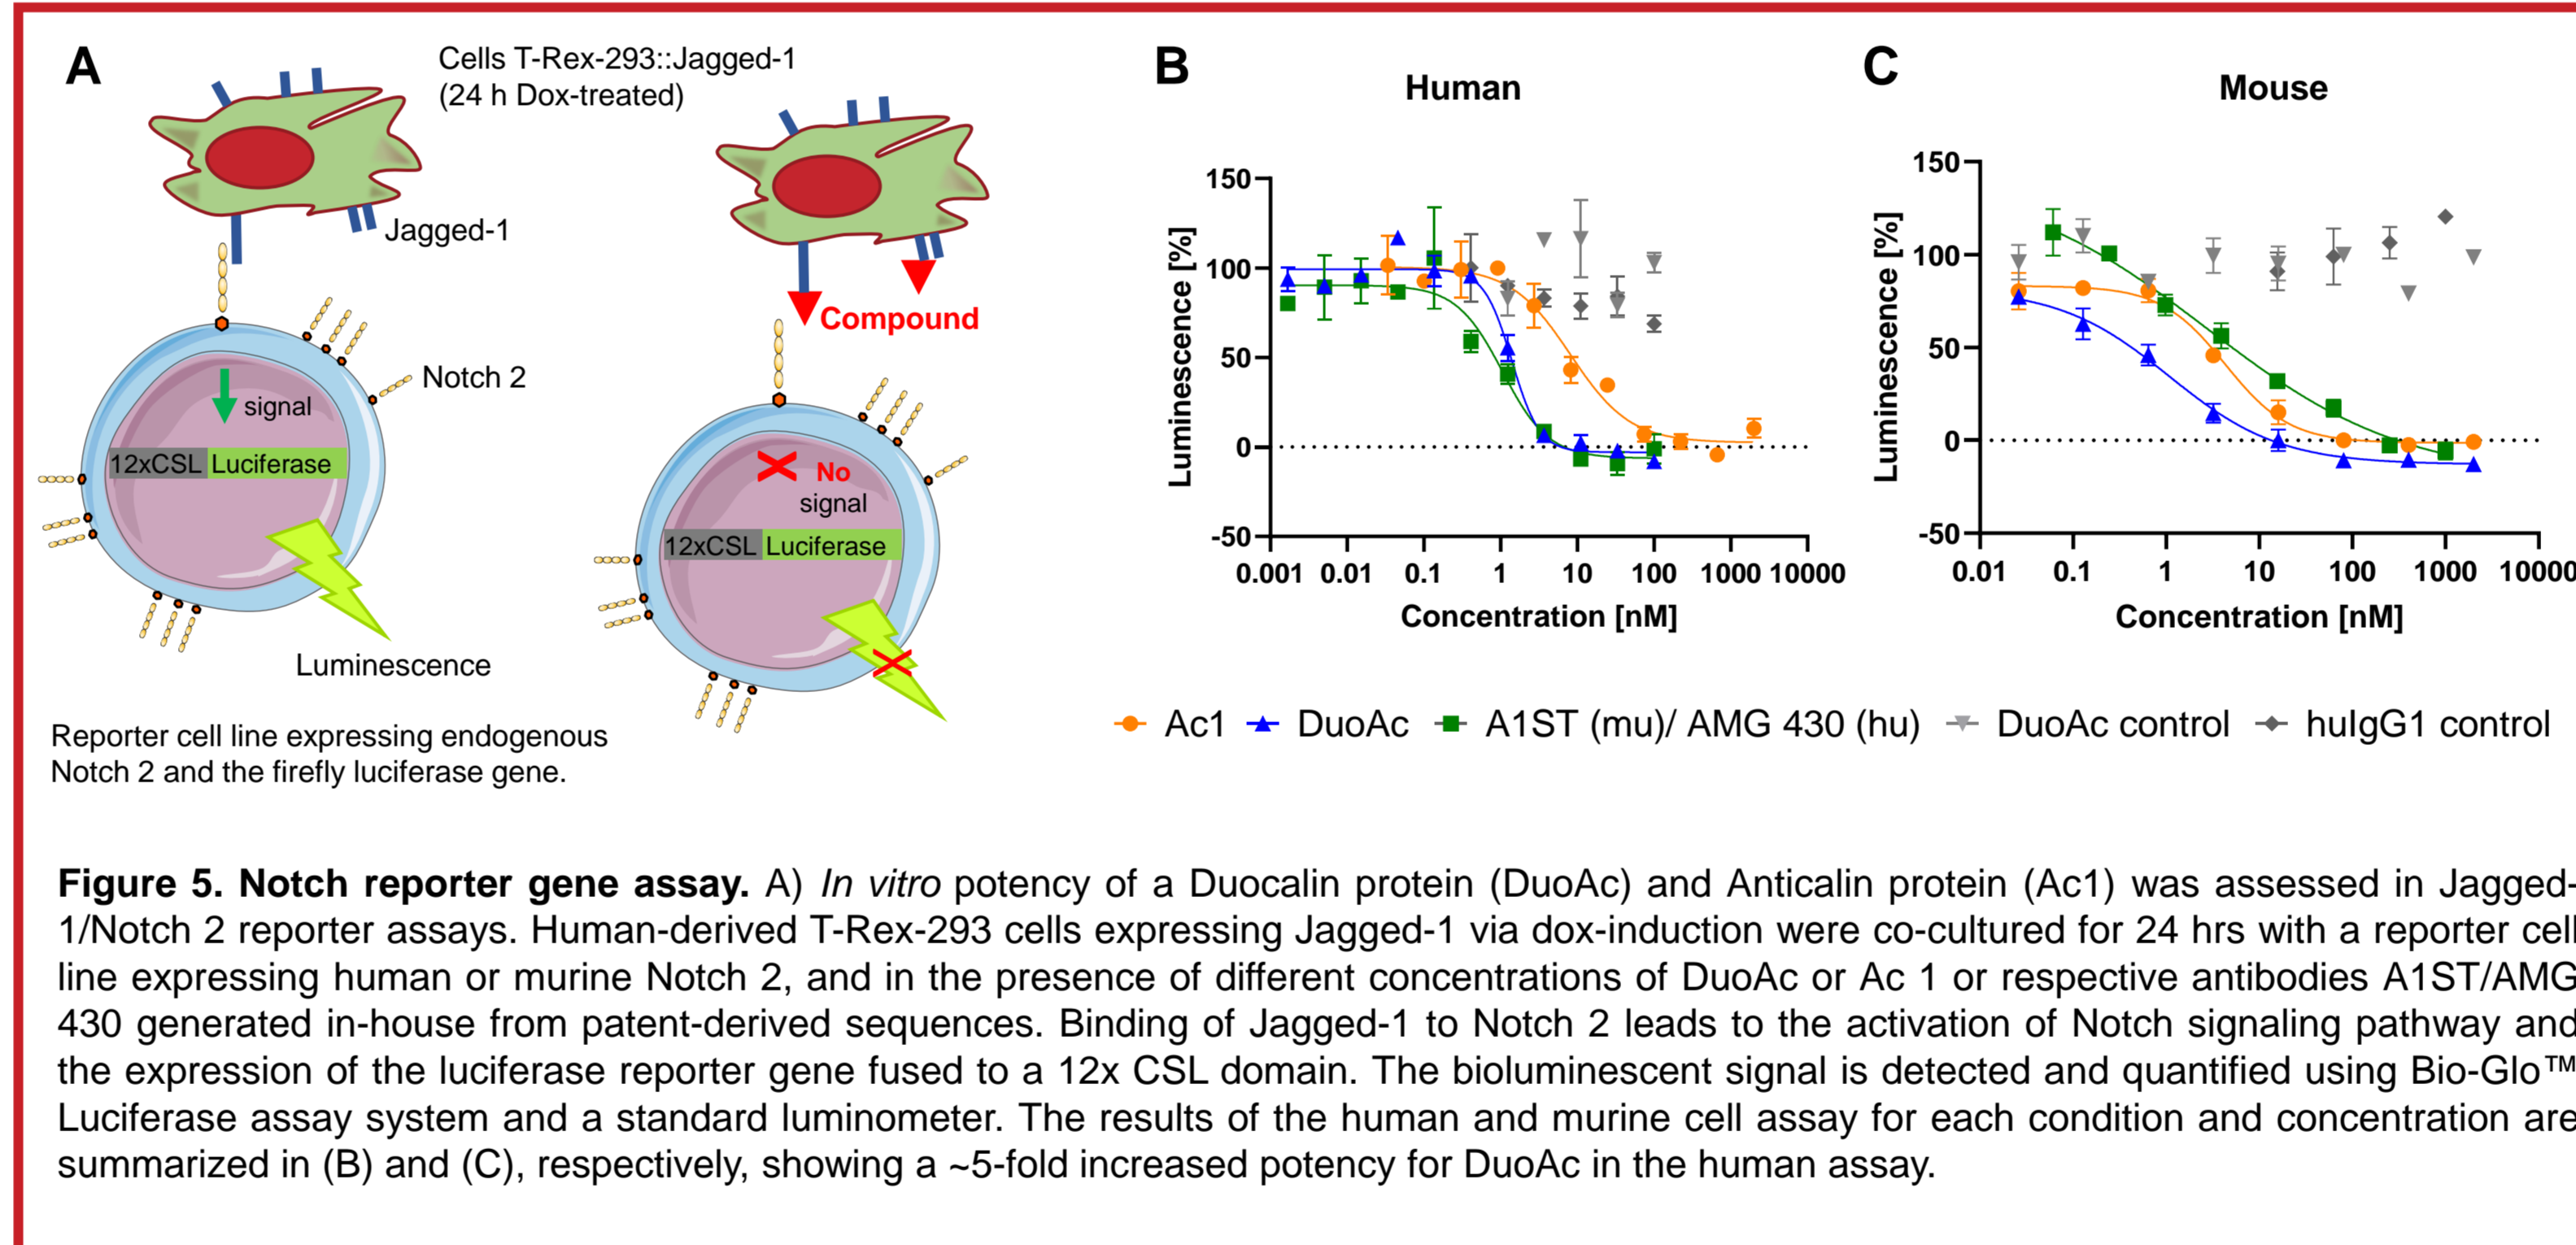 A
Cells T-Rex-293::Jagged-1
(24 h Dox-treated)
Jagged-1
Compound
Notch 2
signal
12xCSL Luciferase
No
signal
12xCSL Luciferase
Luminescence
Reporter cell line expressing endogenous
Notch 2 and the firefly luciferase gene.
B
Human
Luminescence [%]
150
100
50
0
-50
0.001 0.01 0.1 1 10 100 1000 10000
Concentration [nM]
C
Mouse
Luminescence [%]
150
100
50
0
-50
0.01 0.1 1 10 100 1000 10000
Concentration [nM]
Ac1 DuoAc A1ST (mu)/ AMG 430 (hu) DuoAc control huIgG1 control
Figure 5. Notch reporter gene assay. A) In vitro potency of a Duocalin protein (DuoAc) and Anticalin protein (Ac1) was assessed in Jagged-
1/Notch 2 reporter assays. Human-derived T-Rex-293 cells expressing Jagged-1 via dox-induction were co-cultured for 24 hrs with a reporter cell
line expressing human or murine Notch 2, and in the presence of different concentrations of DuoAc or Ac 1 or respective antibodies A1ST/AMG
430 generated in-house from patent-derived sequences. Binding of Jagged-1 to Notch 2 leads to the activation of Notch signaling pathway and
the expression of the luciferase reporter gene fused to a 12x CSL domain. The bioluminescent signal is detected and quantified using Bio-Glo™
Luciferase assay system and a standard luminometer. The results of the human and murine cell assay for each condition and concentration are
summarized in (B) and (C), respectively, showing a ~5-fold increased potency for DuoAc in the human assay.